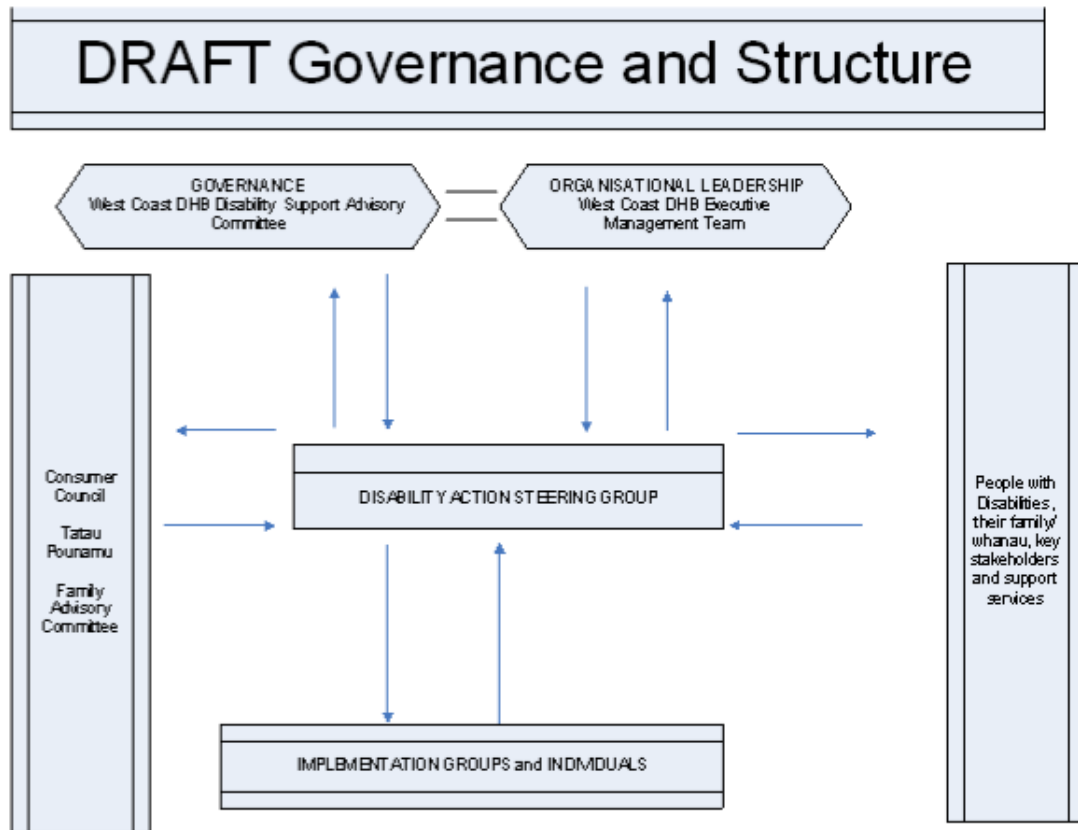 DRAFT Governance and Structure
GOVERNANCE
West Coast DHB Disability Support Advisory
Committee
ORGANISATIONAL LEADERSHIP
West Coast DHB Executive
Management Team
Consumer
Council
Tatau
Pounamu
Family
Advisory
Committee
DISABILITY ACTION STEERING GROUP
People with
Disabilities,
their family/
whanau, key
stakeholders
and support
services
IMPLEMENTATION GROUPS and INDIVIDUALS